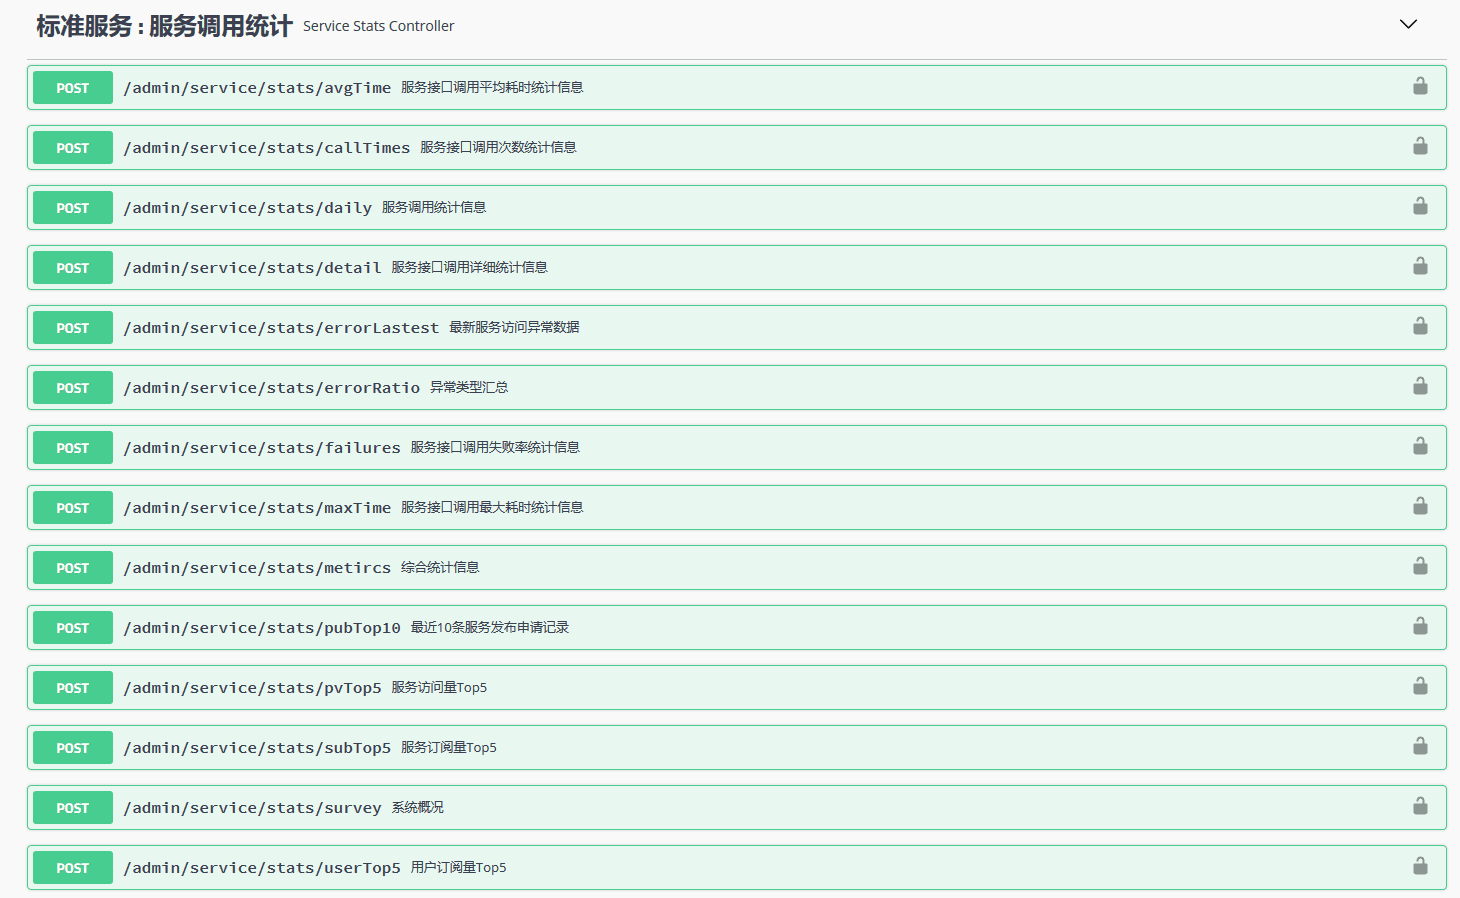 标准服务 : 服务调用统计 Service Stats Controller
POST /admin/service/stats/avgTime 服务接口调用平均耗时统计信息
POST /admin/service/stats/callTimes 服务接口调用次数统计信息
POST /admin/service/stats/daily 服务调用统计信息
POST /admin/service/stats/detail 服务接口调用详细统计信息
POST /admin/service/stats/errorLastest 最新服务访问异常数据
POST /admin/service/stats/errorRatio 异常类型汇总
POST /admin/service/stats/failures 服务接口调用失败率统计信息
POST /admin/service/stats/maxTime 服务接口调用最大耗时统计信息
POST /admin/service/stats/metircs 综合统计信息
POST /admin/service/stats/pubTop10 最近10条服务发布申请记录
POST /admin/service/stats/pvTop5 服务访问量Top5
POST /admin/service/stats/subTop5 服务订阅量Top5
POST /admin/service/stats/survey 系统概况
POST /admin/service/stats/userTop5 用户订阅量Top5